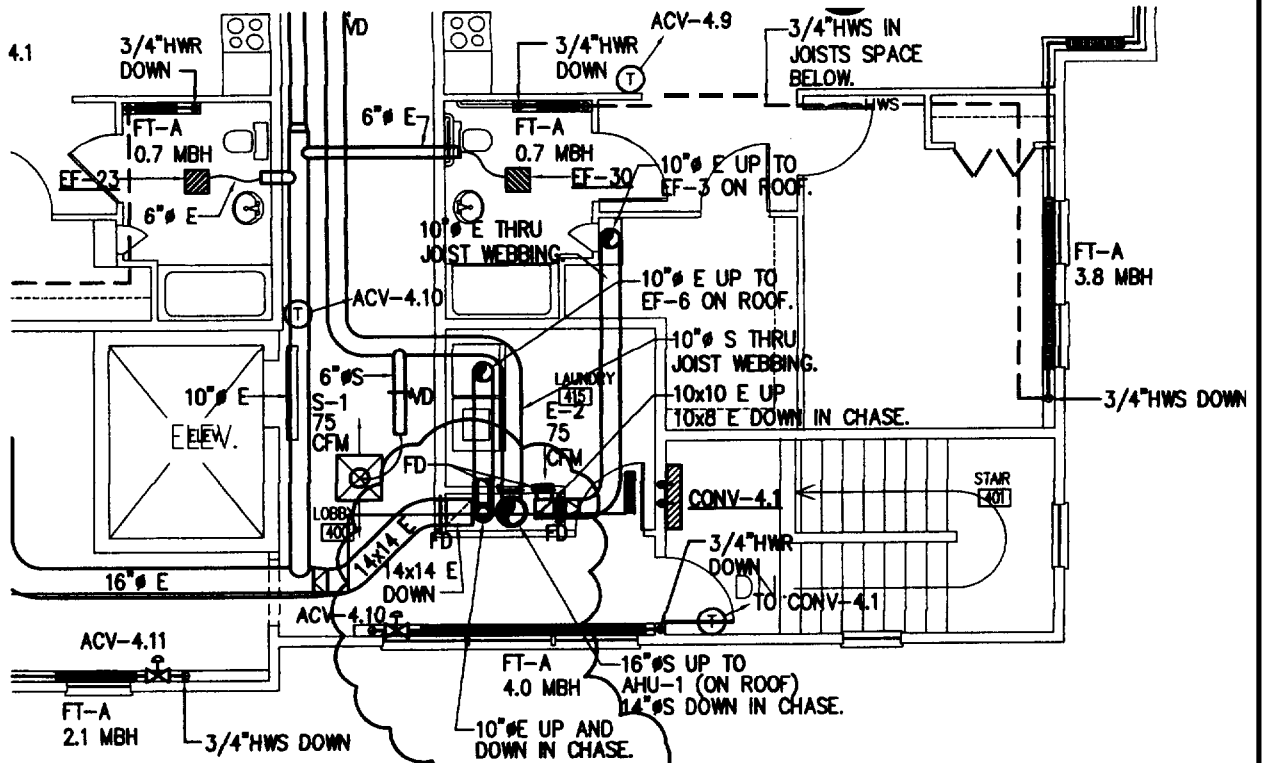 VD
ACV-4.9
4.1
3/4"HWR
DOWN
3/4"HWR
DOWN
3/4"HWS IN
JOISTS SPACE
BELOW.
T
HWS
6"ø E
FT-A
0.7 MBH
FT-A
0.7 MBH
10"ø E UP TO
EF-3 ON ROOF.
EF-23
EF-30
6"ø E
10"ø E THRU
JOIST WEBBING.
FT-A
3.8 MBH
10"ø E UP TO
EF-6 ON ROOF.
ACV-4.10
T
10"ø S THRU
JOIST WEBBING.
6"øS
LAUNDRY
415
10"ø E
S-1
75
CFM
VD
E-2
75
CFM
10x10 E UP
10x8 E DOWN IN CHASE.
3/4"HWS DOWN
ELEV.
ELEV.
FD
STAIR
401
CONV-4.1
LOBBY
400
14x14 E
FD
FD
3/4"HWR
DOWN
14x14 E
DOWN
16"ø E
DN
TO CONV-4.1
ACV-4.10
T
ACV-4.11
FT-A
4.0 MBH
16"øS UP TO
AHU-1 (ON ROOF)
14"øS DOWN IN CHASE.
FT-A
2.1 MBH
3/4"HWS DOWN
10"øE UP AND
DOWN IN CHASE.